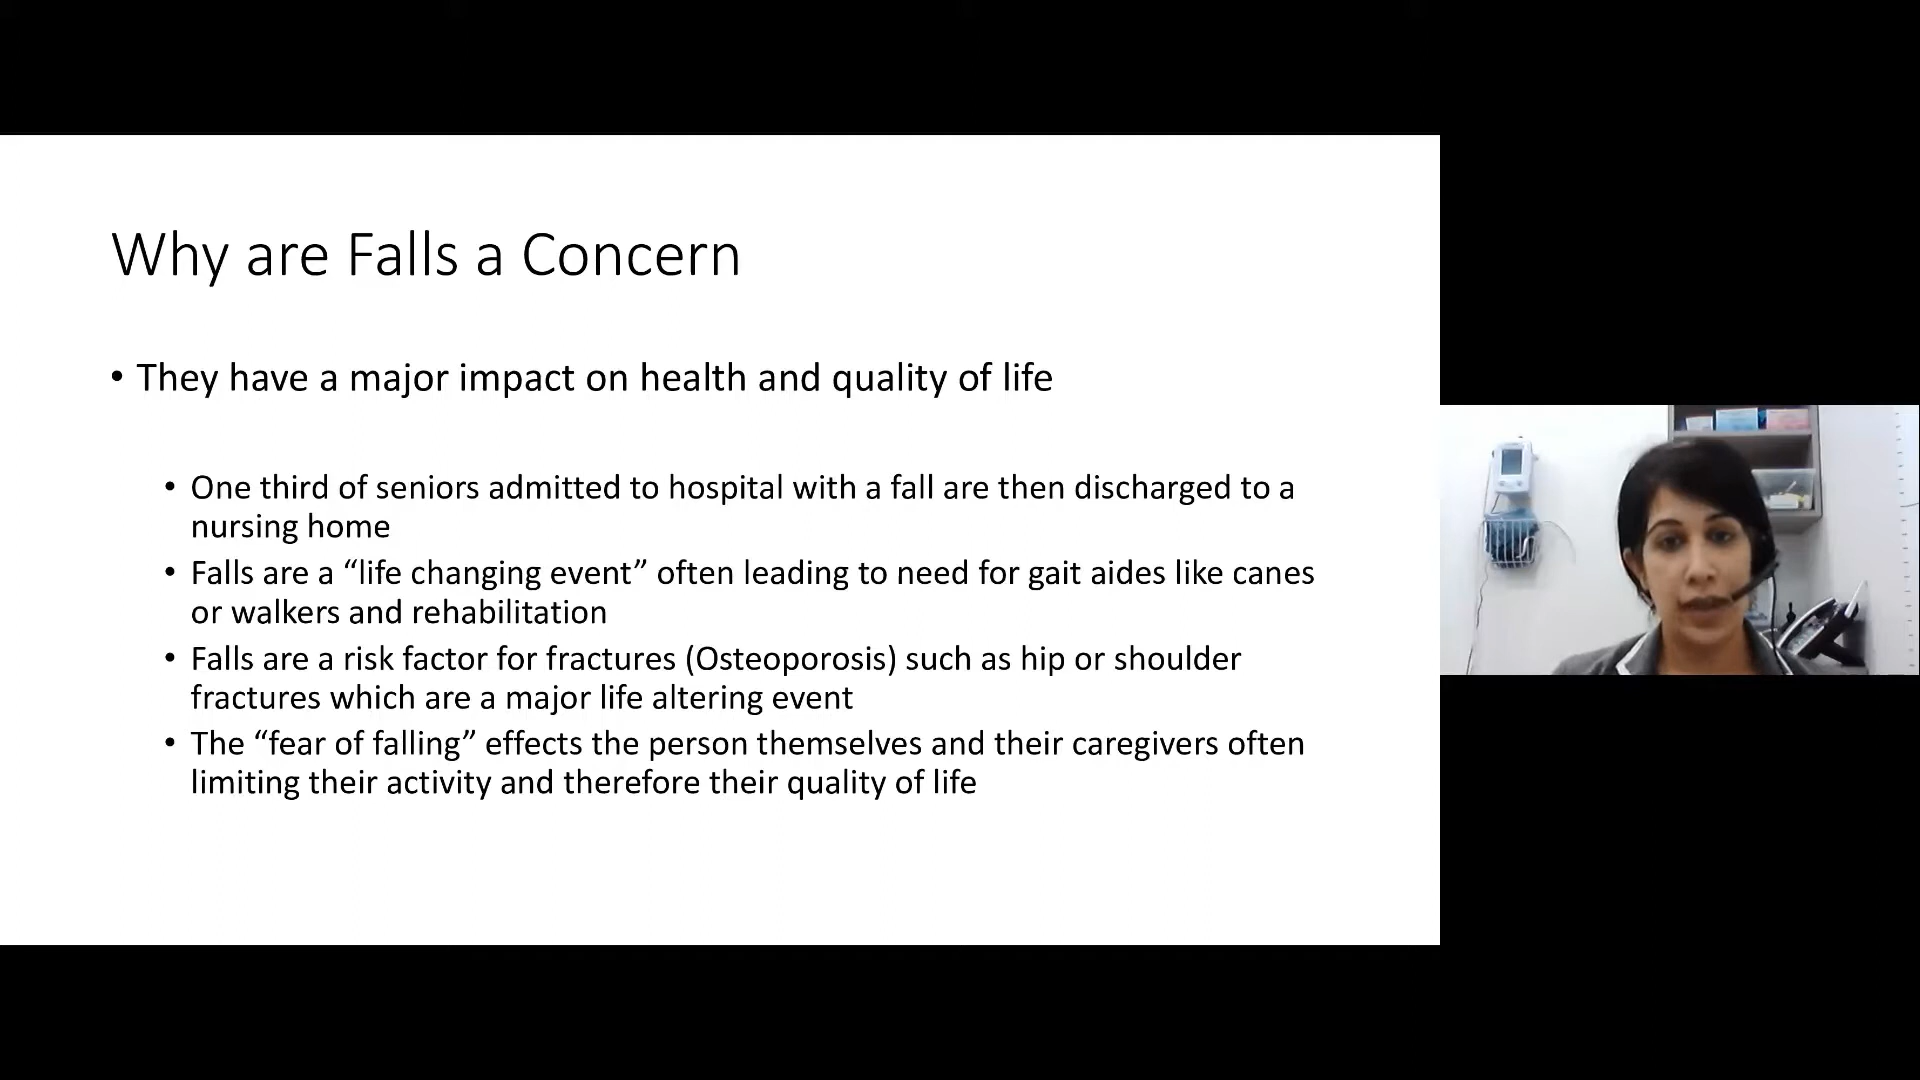 Why are Falls a Concern
• They have a major impact on health and quality of life
• One third of seniors admitted to hospital with a fall are then discharged to a
nursing home
• Falls are a “life changing event” often leading to need for gait aides like canes
or walkers and rehabilitation
• Falls are a risk factor for fractures (Osteoporosis) such as hip or shoulder
fractures which are a major life altering event
• The “fear of falling” effects the person themselves and their caregivers often
limiting their activity and therefore their quality of life